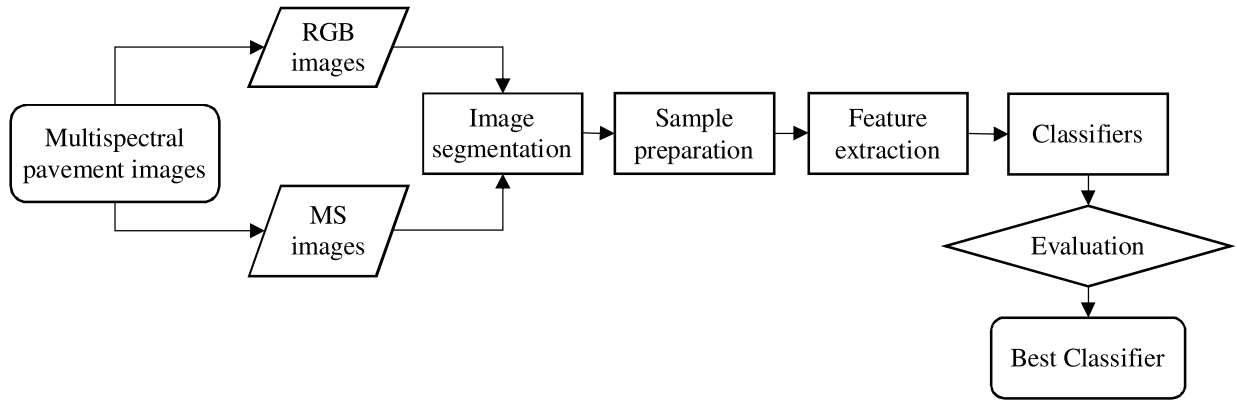 RGB
images
Multispectral
pavement images
MS
images
Image
segmentation
Sample
preparation
Feature
extraction
Classifiers
Evaluation
Best Classifier